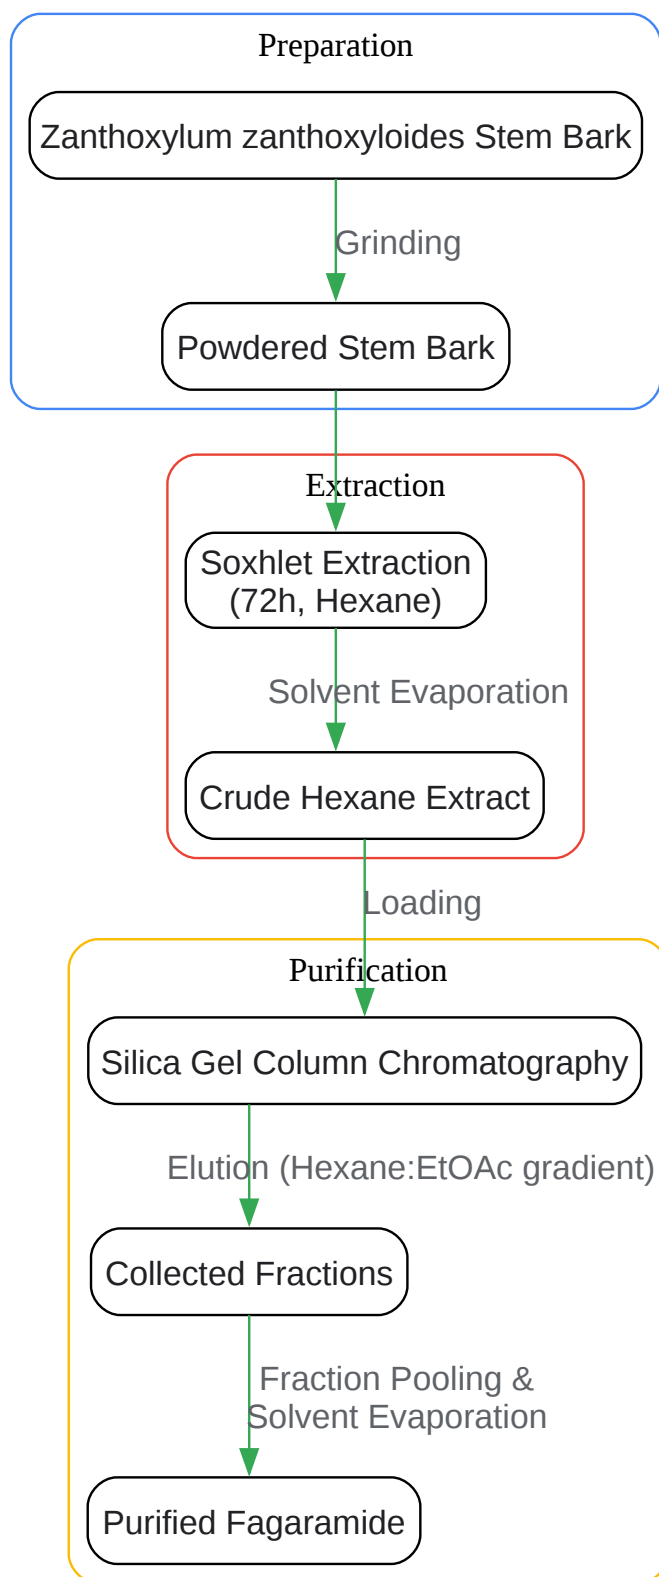 Preparation
Zanthoxylum zanthoxyloides Stem Bark
Grinding
Powdered Stem Bark
Extraction
Soxhlet Extraction
(72h, Hexane)
Solvent Evaporation
Crude Hexane Extract
Loading
Purification
Silica Gel Column Chromatography
Elution (Hexane:EtOAc gradient)
Collected Fractions
Fraction Pooling &
Solvent Evaporation
Purified Fagaramide